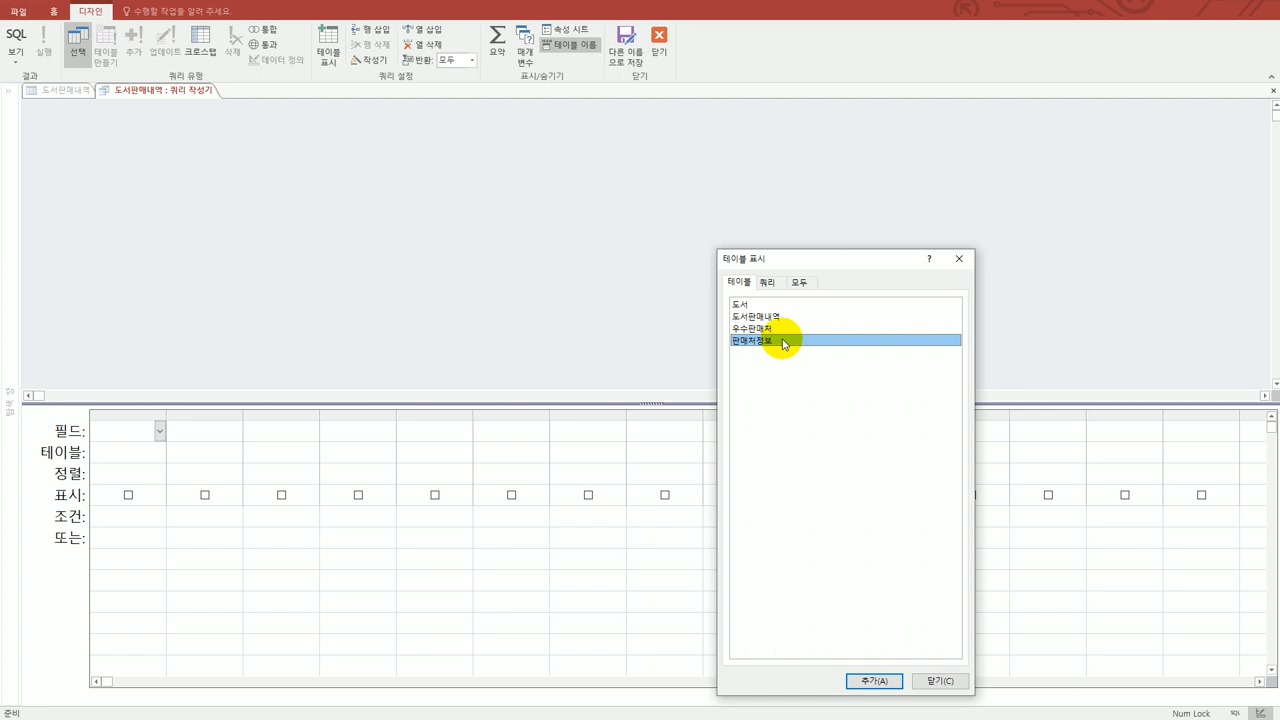 파일 홈 디자인 수행할 작업을 알려 주세요.
SQL 보기 실행 선택 테이블 만들기 추가 업데이트 크로스탭 삭제 통합 통과 데이터 정의 테이블 표시 행 삽입 행 삭제 작성기 열 삽입 열 삭제 반환: 모두 요약 매개 변수 속성 시트 테이블 이름 다른 이름으로 저장 닫기
결과 쿼리 유형 쿼리 설정 표시/숨기기 닫기
도서판매내역 도서판매내역 : 쿼리 작성기
테이블 표시 ?
테이블 쿼리 모두
도서
도서판매내역
우수판매처
판매처정보
탐색 창
필드:
테이블:
정렬:
표시:
조건:
또는:
추가(A) 닫기(C)
준비 Num Lock SQL